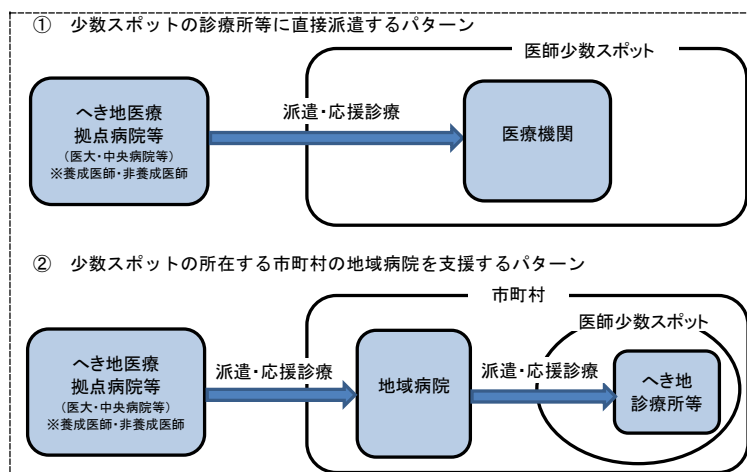 ① 少数スポットの診療所等に直接派遣するパターン
医師少数スポット
へき地医療
拠点病院等
（医大・中央病院等）
※養成医師・非養成医師
派遣・応援診療
医療機関
② 少数スポットの所在する市町村の地域病院を支援するパターン
市町村
医師少数スポット
へき地医療
拠点病院等
（医大・中央病院等）
※養成医師・非養成医師
派遣・応援診療
地域病院
派遣・応援診療
へき地
診療所等